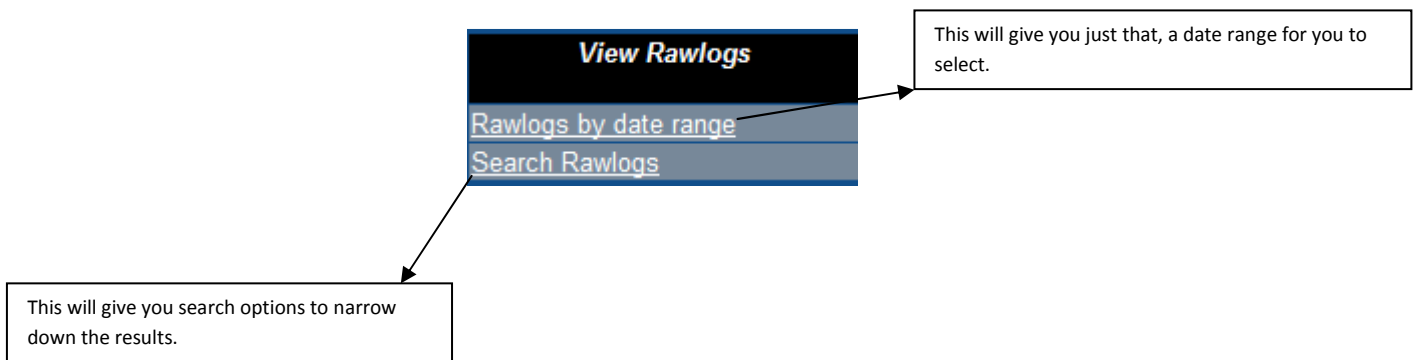 This will give you just that, a date range for you to
select.
View Rawlogs
Rawlogs by date range
Search Rawlogs
This will give you search options to narrow
down the results.